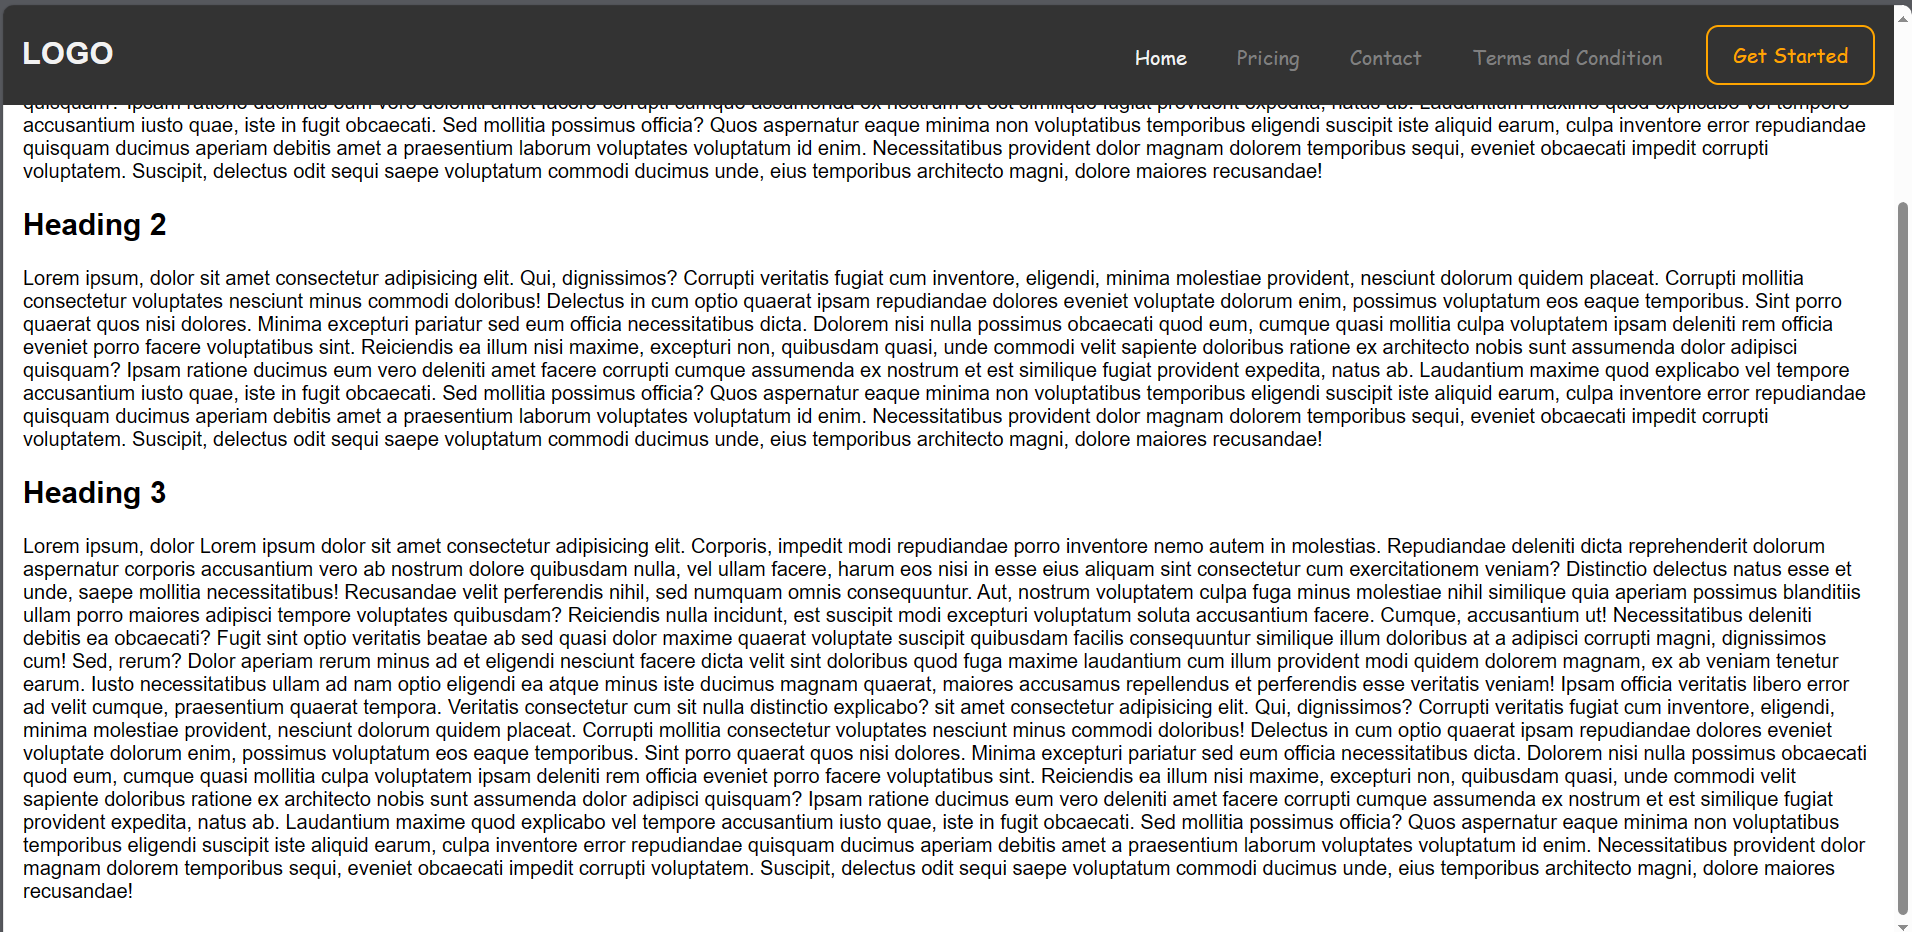 LOGO
Home Pricing Contact Terms and Condition Get Started
quisquam? Ipsam ratione ducimus eum vero deleniti amet facere corrupti cumque assumenda ex nostrum et est similique fugiat provident expedita, natus ab. Laudantium maxime quod explicabo vel tempore
accusantium iusto quae, iste in fugit obcaecati. Sed mollitia possimus officia? Quos aspernatur eaque minima non voluptatibus temporibus eligendi suscipit iste aliquid earum, culpa inventore error repudiandae
quisquam ducimus aperiam debitis amet a praesentium laborum voluptates voluptatum id enim. Necessitatibus provident dolor magnam dolorem temporibus sequi, eveniet obcaecati impedit corrupti
voluptatem. Suscipit, delectus odit sequi saepe voluptatum commodi ducimus unde, eius temporibus architecto magni, dolore maiores recusandae!
Heading 2
Lorem ipsum, dolor sit amet consectetur adipisicing elit. Qui, dignissimos? Corrupti veritatis fugiat cum inventore, eligendi, minima molestiae provident, nesciunt dolorum quidem placeat. Corrupti mollitia
consectetur voluptates nesciunt minus commodi doloribus! Delectus in cum optio quaerat ipsam repudiandae dolores eveniet voluptate dolorum enim, possimus voluptatum eos eaque temporibus. Sint porro
quaerat quos nisi dolores. Minima excepturi pariatur sed eum officia necessitatibus dicta. Dolorem nisi nulla possimus obcaecati quod eum, cumque quasi mollitia culpa voluptatem ipsam deleniti rem officia
eveniet porro facere voluptatibus sint. Reiciendis ea illum nisi maxime, excepturi non, quibusdam quasi, unde commodi velit sapiente doloribus ratione ex architecto nobis sunt assumenda dolor adipisci
quisquam? Ipsam ratione ducimus eum vero deleniti amet facere corrupti cumque assumenda ex nostrum et est similique fugiat provident expedita, natus ab. Laudantium maxime quod explicabo vel tempore
accusantium iusto quae, iste in fugit obcaecati. Sed mollitia possimus officia? Quos aspernatur eaque minima non voluptatibus temporibus eligendi suscipit iste aliquid earum, culpa inventore error repudiandae
quisquam ducimus aperiam debitis amet a praesentium laborum voluptates voluptatum id enim. Necessitatibus provident dolor magnam dolorem temporibus sequi, eveniet obcaecati impedit corrupti
voluptatem. Suscipit, delectus odit sequi saepe voluptatum commodi ducimus unde, eius temporibus architecto magni, dolore maiores recusandae!
Heading 3
Lorem ipsum, dolor Lorem ipsum dolor sit amet consectetur adipisicing elit. Corporis, impedit modi repudiandae porro inventore nemo autem in molestias. Repudiandae deleniti dicta reprehenderit dolorum
aspernatur corporis accusantium vero ab nostrum dolore quibusdam nulla, vel ullam facere, harum eos nisi in esse eius aliquam sint consectetur cum exercitationem veniam? Distinctio delectus natus esse et
unde, saepe mollitia necessitatibus! Recusandae velit perferendis nihil, sed numquam omnis consequuntur. Aut, nostrum voluptatem culpa fuga minus molestiae nihil similique quia aperiam possimus blanditiis
ullam porro maiores adipisci tempore voluptates quibusdam? Reiciendis nulla incidunt, est suscipit modi excepturi voluptatum soluta accusantium facere. Cumque, accusantium ut! Necessitatibus deleniti
debitis ea obcaecati? Fugit sint optio veritatis beatae ab sed quasi dolor maxime quaerat voluptate suscipit quibusdam facilis consequuntur similique illum doloribus at a adipisci corrupti magni, dignissimos
cum! Sed, rerum? Dolor aperiam rerum minus ad et eligendi nesciunt facere dicta velit sint doloribus quod fuga maxime laudantium cum illum provident modi quidem dolorem magnam, ex ab veniam tenetur
earum. Iusto necessitatibus ullam ad nam optio eligendi ea atque minus iste ducimus magnam quaerat, maiores accusamus repellendus et perferendis esse veritatis veniam! Ipsam officia veritatis libero error
ad velit cumque, praesentium quaerat tempora. Veritatis consectetur cum sit nulla distinctio explicabo? sit amet consectetur adipisicing elit. Qui, dignissimos? Corrupti veritatis fugiat cum inventore, eligendi,
minima molestiae provident, nesciunt dolorum quidem placeat. Corrupti mollitia consectetur voluptates nesciunt minus commodi doloribus! Delectus in cum optio quaerat ipsam repudiandae dolores eveniet
voluptate dolorum enim, possimus voluptatum eos eaque temporibus. Sint porro quaerat quos nisi dolores. Minima excepturi pariatur sed eum officia necessitatibus dicta. Dolorem nisi nulla possimus obcaecati
quod eum, cumque quasi mollitia culpa voluptatem ipsam deleniti rem officia eveniet porro facere voluptatibus sint. Reiciendis ea illum nisi maxime, excepturi non, quibusdam quasi, unde commodi velit
sapiente doloribus ratione ex architecto nobis sunt assumenda dolor adipisci quisquam? Ipsam ratione ducimus eum vero deleniti amet facere corrupti cumque assumenda ex nostrum et est similique fugiat
provident expedita, natus ab. Laudantium maxime quod explicabo vel tempore accusantium iusto quae, iste in fugit obcaecati. Sed mollitia possimus officia? Quos aspernatur eaque minima non voluptatibus
temporibus eligendi suscipit iste aliquid earum, culpa inventore error repudiandae quisquam ducimus aperiam debitis amet a praesentium laborum voluptates voluptatum id enim. Necessitatibus provident dolor
magnam dolorem temporibus sequi, eveniet obcaecati impedit corrupti voluptatem. Suscipit, delectus odit sequi saepe voluptatum commodi ducimus unde, eius temporibus architecto magni, dolore maiores
recusandae!